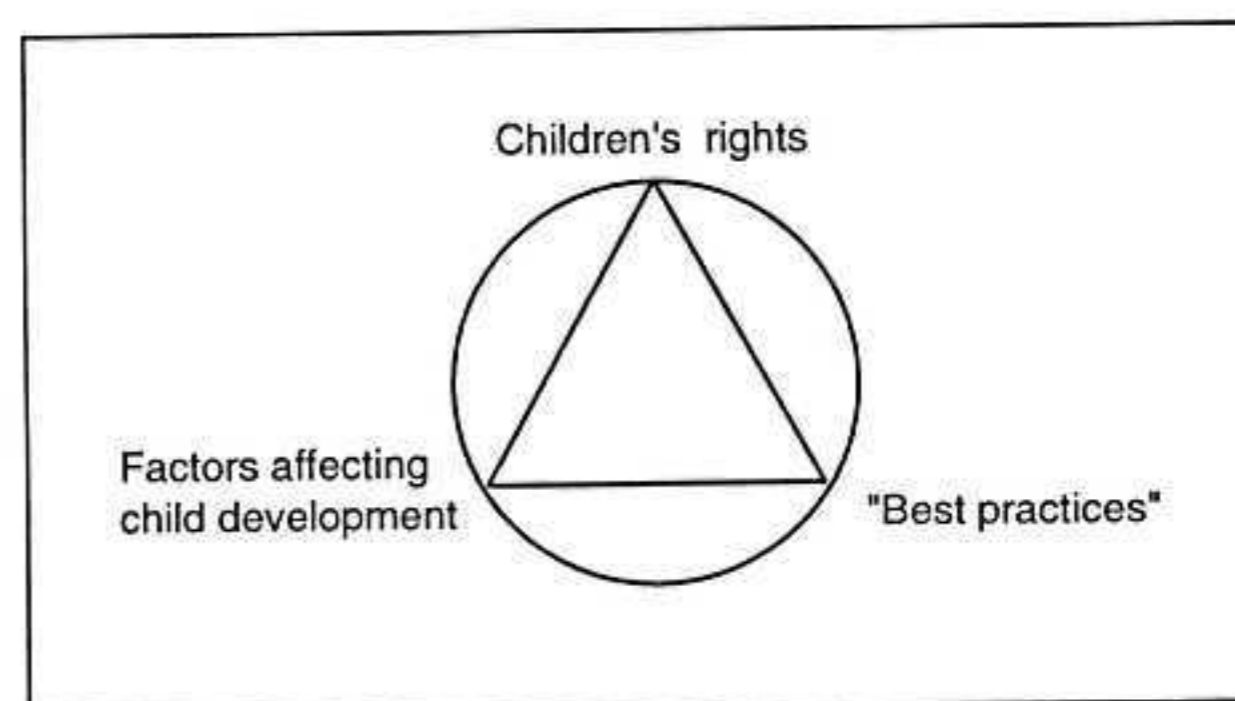 Children's rights
Factors affecting
child development
"Best practices"